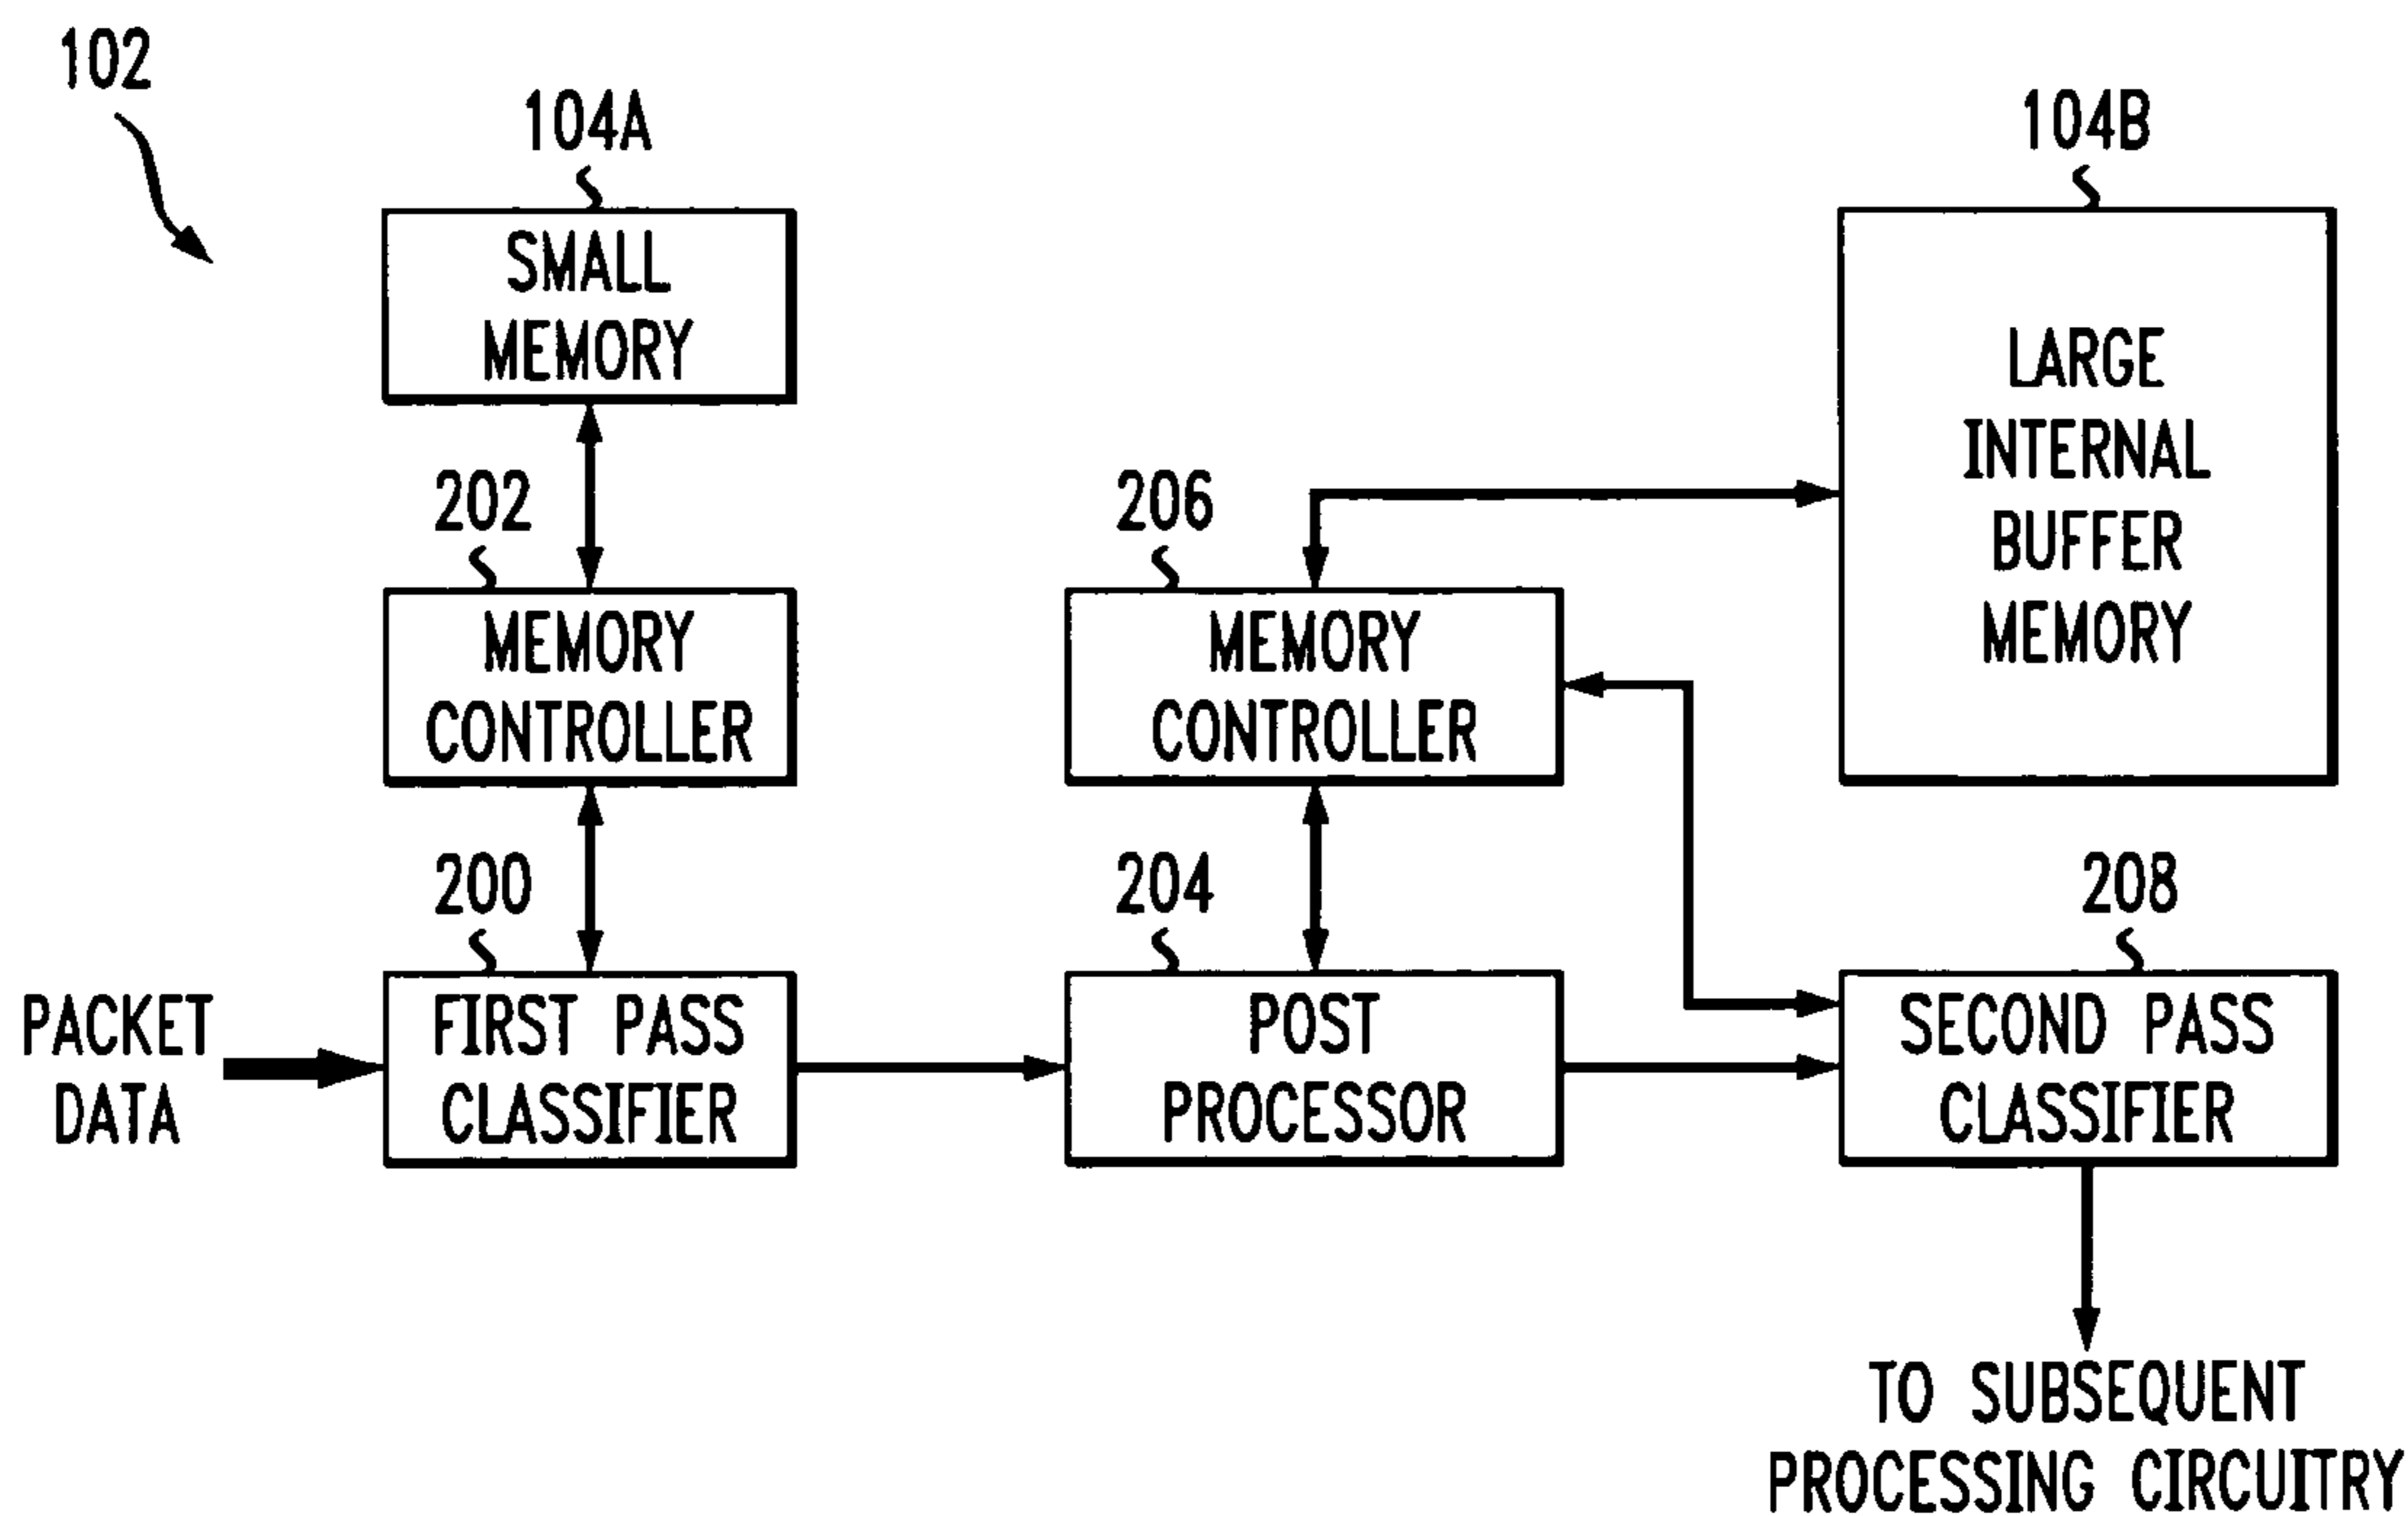 102
104A
SMALL
MEMORY
104B
LARGE
INTERNAL
BUFFER
MEMORY
202
MEMORY
CONTROLLER
206
MEMORY
CONTROLLER
200
FIRST PASS
CLASSIFIER
204
POST
PROCESSOR
208
SECOND PASS
CLASSIFIER
PACKET
DATA
TO SUBSEQUENT
PROCESSING CIRCUITRY